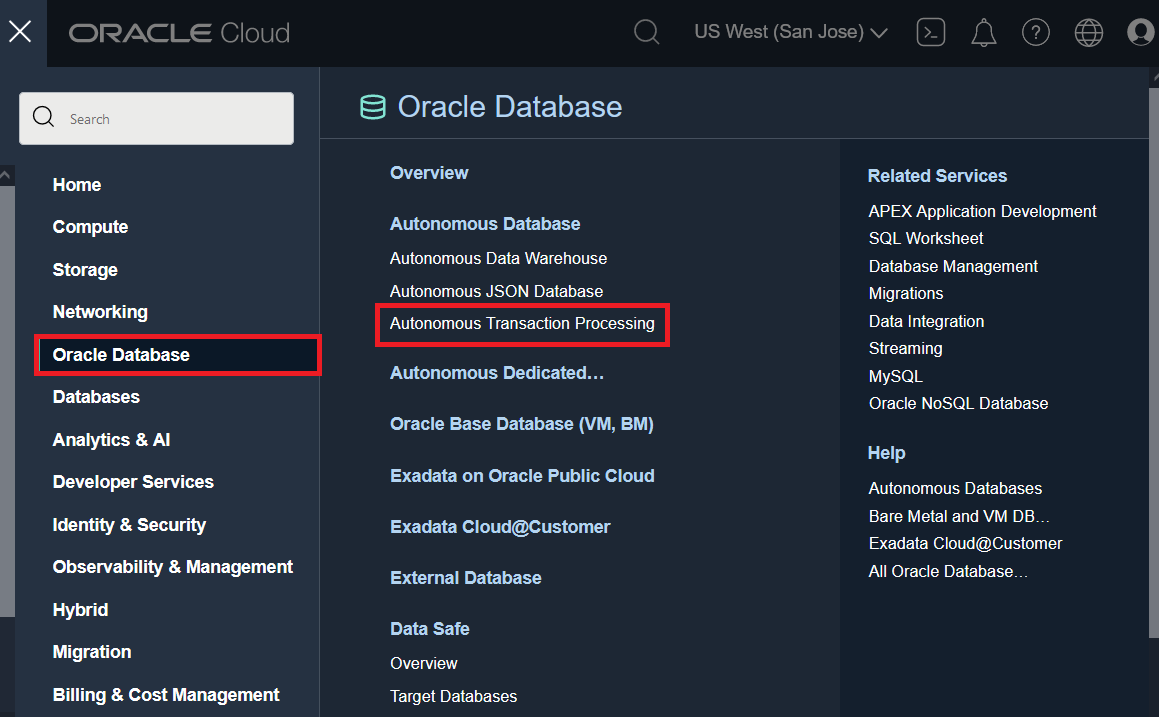 ORACLE Cloud
US West (San Jose)
Search
Home
Compute
Storage
Networking
Oracle Database
Databases
Analytics & AI
Developer Services
Identity & Security
Observability & Management
Hybrid
Migration
Billing & Cost Management
Oracle Database
Overview
Autonomous Database
Autonomous Data Warehouse
Autonomous JSON Database
Autonomous Transaction Processing
Autonomous Dedicated…
Oracle Base Database (VM, BM)
Exadata on Oracle Public Cloud
Exadata Cloud@Customer
External Database
Data Safe
Overview
Target Databases
Related Services
APEX Application Development
SQL Worksheet
Database Management
Migrations
Data Integration
Streaming
MySQL
Oracle NoSQL Database
Help
Autonomous Databases
Bare Metal and VM DB…
Exadata Cloud@Customer
All Oracle Database…